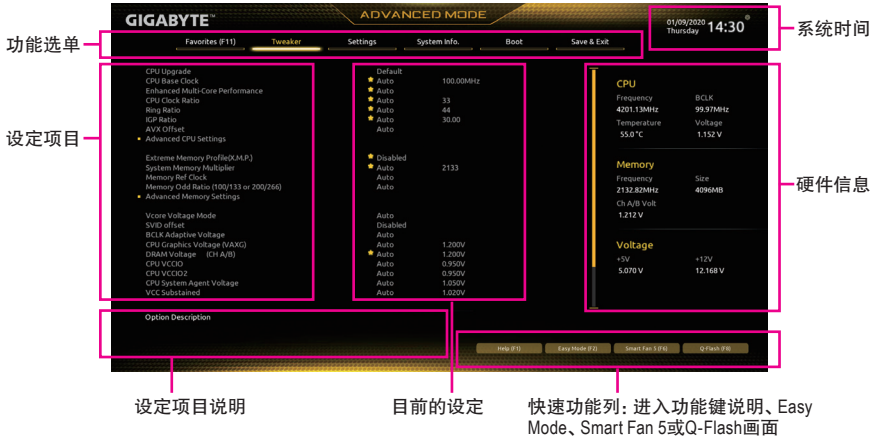 GIGABYTE™
ADVANCED MODE
01/09/2020
Thursday
14:30
系统时间
功能选单
Favorites (F11)
Tweaker
Settings
System Info.
Boot
Save & Exit
设定项目
CPU Upgrade Default
CPU Base Clock Auto 100.00MHz
Enhanced Multi-Core Performance Auto
CPU Clock Ratio Auto 33
Ring Ratio Auto 44
IGP Ratio Auto 30.00
AVX Offset Auto
Advanced CPU Settings
Extreme Memory Profile(X.M.P.) Disabled
System Memory Multiplier Auto 2133
Memory Ref Clock Auto
Memory Odd Ratio (100/133 or 200/266) Auto
Advanced Memory Settings
Vcore Voltage Mode Auto
SVID offset Disabled
BCLK Adaptive Voltage Auto
CPU Graphics Voltage (VAXG) Auto 1.200V
DRAM Voltage (CH A/B) Auto 1.200V
CPU VCCIO Auto 0.950V
CPU VCCIO2 Auto 0.950V
CPU System Agent Voltage Auto 1.050V
VCC Substained Auto 1.020V
CPU
Frequency BCLK
4201.13MHz 99.97MHz
Temperature Voltage
55.0°C 1.152 V
Memory
Frequency Size
2132.82MHz 4096MB
Ch A/B Volt
1.212 V
Voltage
+5V +12V
5.070 V 12.168 V
硬件信息
Option Description
Help (F1)
Easy Mode (F2)
Smart Fan 5 (F6)
Q-Flash (F8)
设定项目说明
目前的设定
快速功能列: 进入功能键说明、Easy
Mode、Smart Fan 5或Q-Flash画面